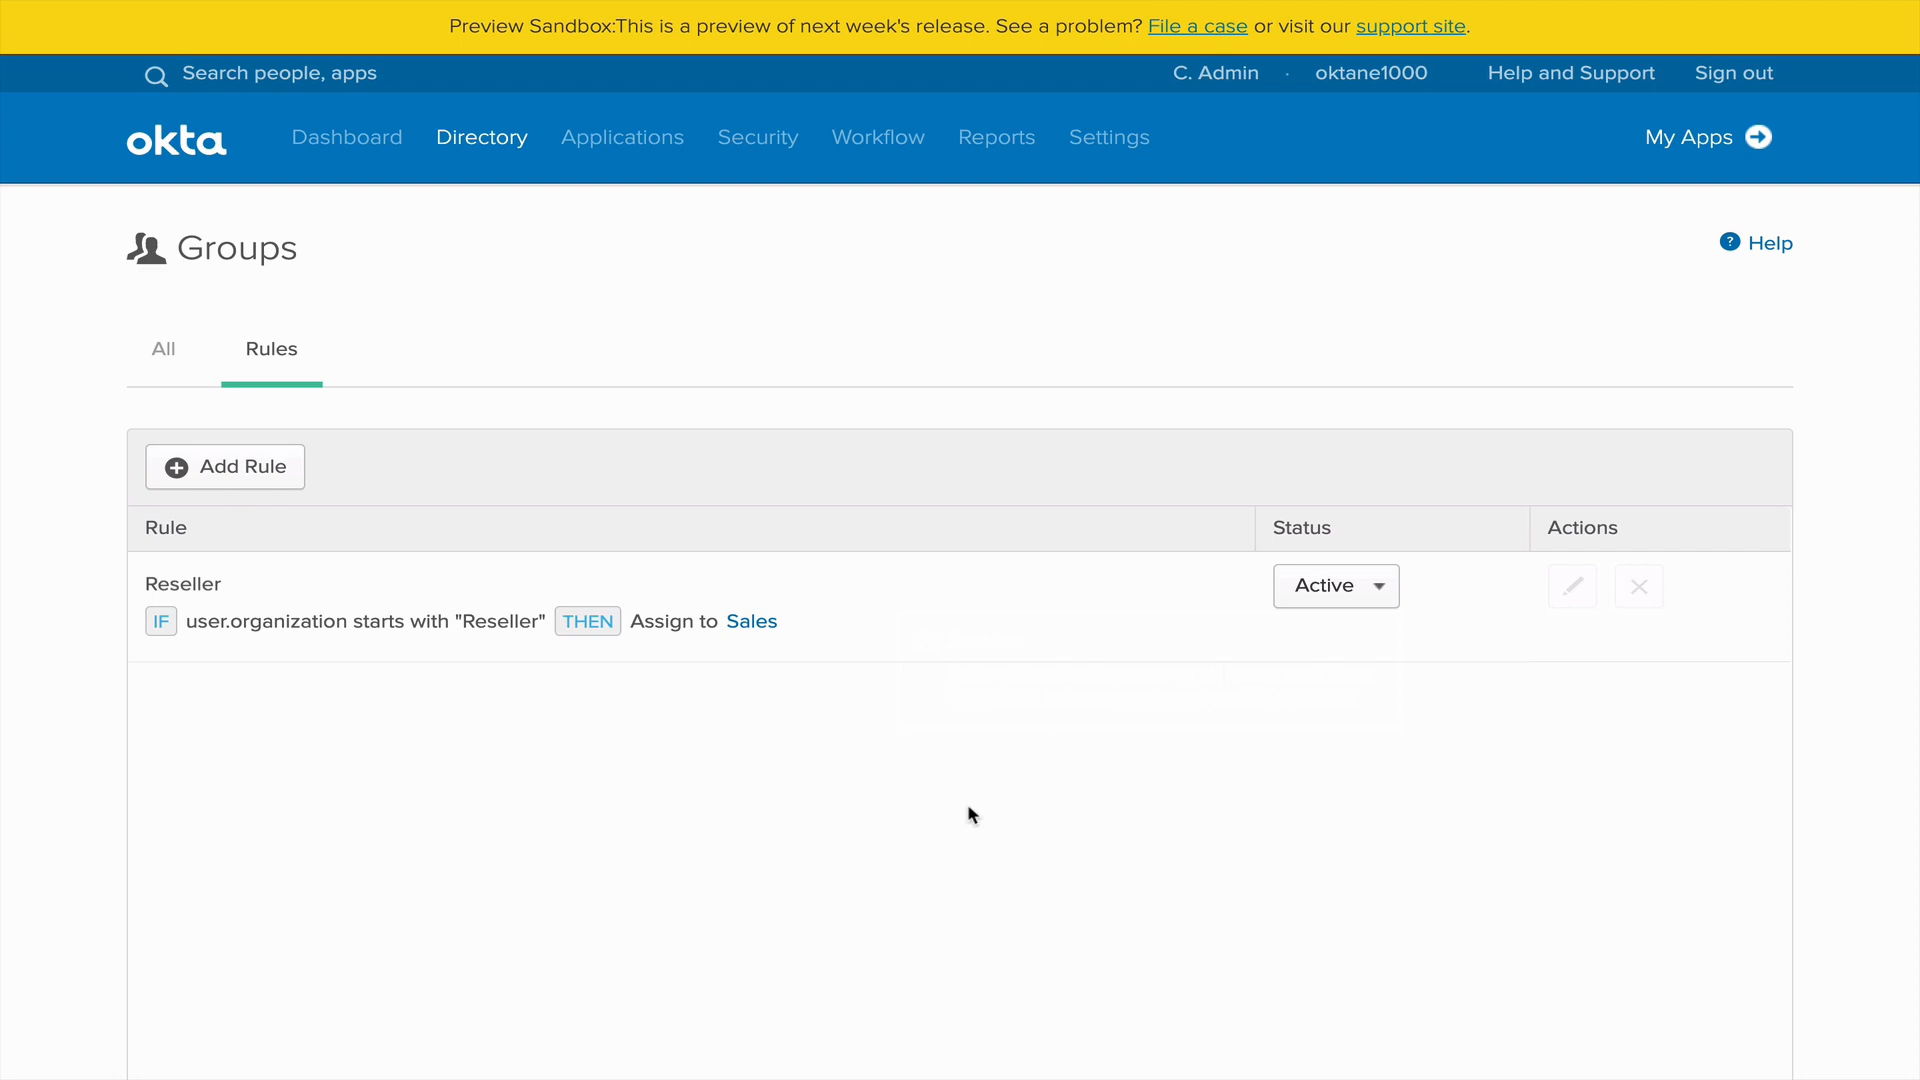 Preview Sandbox:This is a preview of next week's release. See a problem? File a case or visit our support site.
Search people, apps
C. Admin · oktane1000 Help and Support Sign out
okta Dashboard Directory Applications Security Workflow Reports Settings My Apps
Groups
? Help
All Rules
Add Rule
Rule Status Actions
Reseller
Active
IF user.organization starts with "Reseller" THEN Assign to Sales